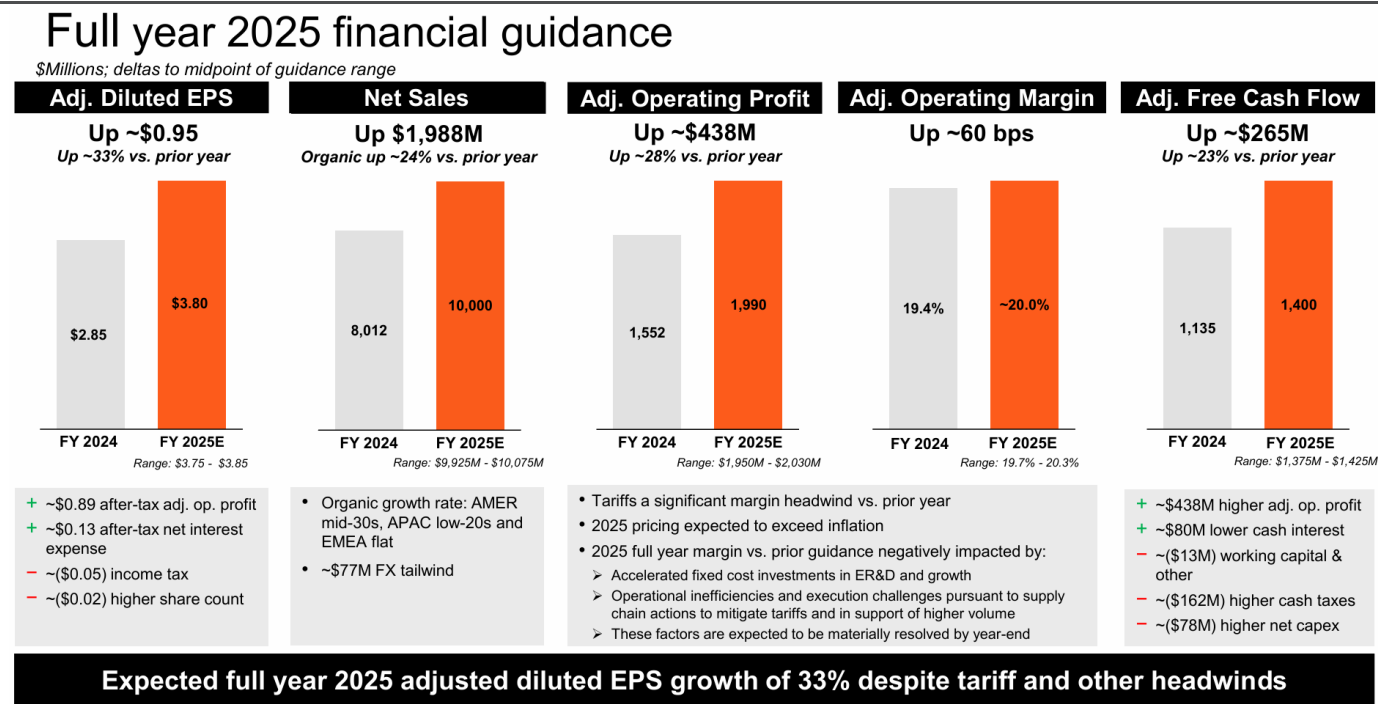 Full year 2025 financial guidance
$Millions; deltas to midpoint of guidance range
Adj. Diluted EPS
Up ~$0.95
Up ~33% vs. prior year
$2.85
$3.80
FY 2024
FY 2025E
Range: $3.75 - $3.85
+ ~$0.89 after-tax adj. op. profit
+ ~$0.13 after-tax net interest
expense
− ~($0.05) income tax
− ~($0.02) higher share count
Net Sales
Up $1,988M
Organic up ~24% vs. prior year
8,012
10,000
FY 2024
FY 2025E
Range: $9,925M - $10,075M
• Organic growth rate: AMER
mid-30s, APAC low-20s and
EMEA flat
• ~$77M FX tailwind
Adj. Operating Profit
Up ~$438M
Up ~28% vs. prior year
1,552
1,990
FY 2024
FY 2025E
Range: $1,950M - $2,030M
Adj. Operating Margin
Up ~60 bps
19.4%
~20.0%
FY 2024
FY 2025E
Range: 19.7% - 20.3%
• Tariffs a significant margin headwind vs. prior year
• 2025 pricing expected to exceed inflation
• 2025 full year margin vs. prior guidance negatively impacted by:
➢ Accelerated fixed cost investments in ER&D and growth
➢ Operational inefficiencies and execution challenges pursuant to supply
chain actions to mitigate tariffs and in support of higher volume
➢ These factors are expected to be materially resolved by year-end
Adj. Free Cash Flow
Up ~$265M
Up ~23% vs. prior year
1,135
1,400
FY 2024
FY 2025E
Range: $1,375M - $1,425M
+ ~$438M higher adj. op. profit
+ ~$80M lower cash interest
− ~($13M) working capital &
other
− ~($162M) higher cash taxes
− ~($78M) higher net capex
Expected full year 2025 adjusted diluted EPS growth of 33% despite tariff and other headwinds